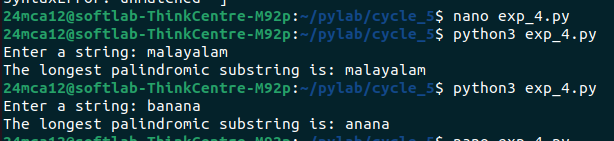 SyntaxError: unmatched ']'
24mca12@softlab-ThinkCentre-M92p:~/pylab/cycle_5$ nano exp_4.py
24mca12@softlab-ThinkCentre-M92p:~/pylab/cycle_5$ python3 exp_4.py
Enter a string: malayalam
The longest palindromic substring is: malayalam
24mca12@softlab-ThinkCentre-M92p:~/pylab/cycle_5$ python3 exp_4.py
Enter a string: banana
The longest palindromic substring is: anana
24mca12@softlab-ThinkCentre-M92p:~/pylab/cycle_5$ nano exp_4.py